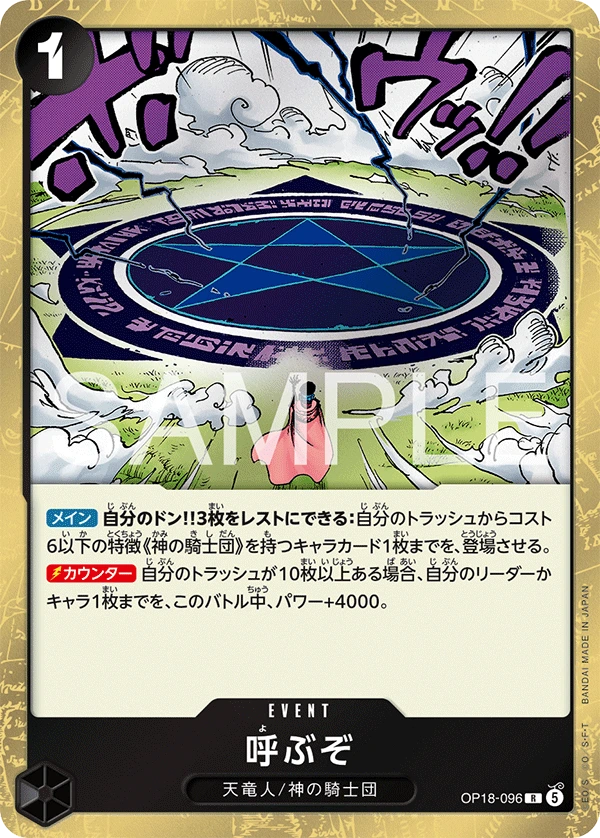 1
ドンウッ!!
SAMPLE
メイン 自分のドン!!3枚をレストにできる:自分のトラッシュからコスト
6以下の特徴《神の騎士団》を持つキャラカード1枚までを、登場させる。
カウンター 自分のトラッシュが10枚以上ある場合、自分のリーダーか
キャラ1枚までを、このバトル中、パワー+4000。
EVENT
呼ぶぞ
天竜人/神の騎士団
OP18-096 R 5
BANDAI MADE IN JAPAN